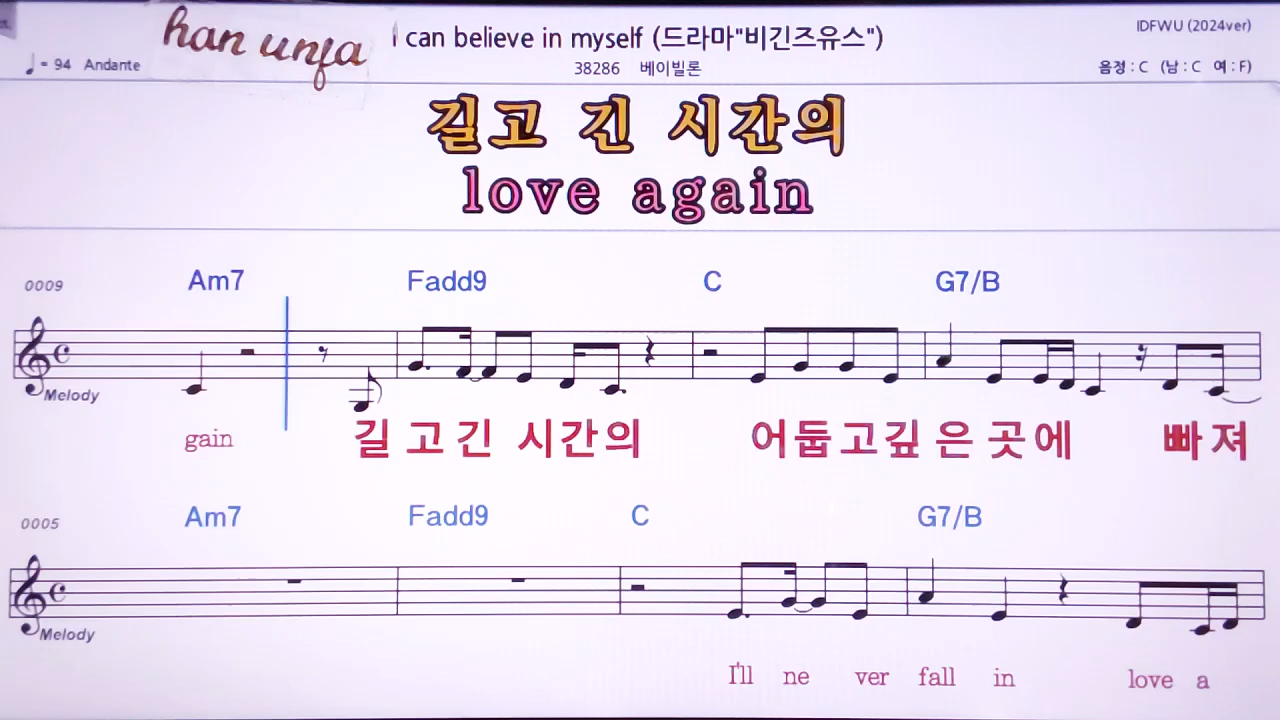 han unfa
I can believe in myself (드라마"비긴즈유스")
IDFWU (2024ver)
= 94 Andante
38286 베이빌론
음정 : C (남 : C 여 : F)
길고 긴 시간의
love again
0009 Am7 Fadd9 C G7/B
Melody
gain 길 고 긴 시간의 어둡고깊 은 곳에 빠 져
0005 Am7 Fadd9 C G7/B
Melody
I'll ne ver fall in love a